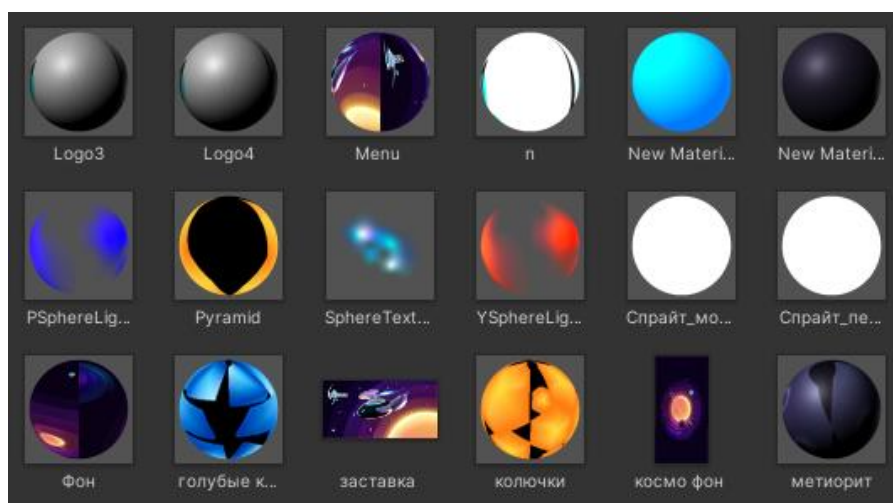 Logo3
Logo4
Menu
n
New Materi...
New Materi...
PSphereLig...
Pyramid
SphereText...
YSphereLig...
Спрайт_мо...
Спрайт_пе...
Фон
голубые к...
заставка
колючки
космо фон
метиорит